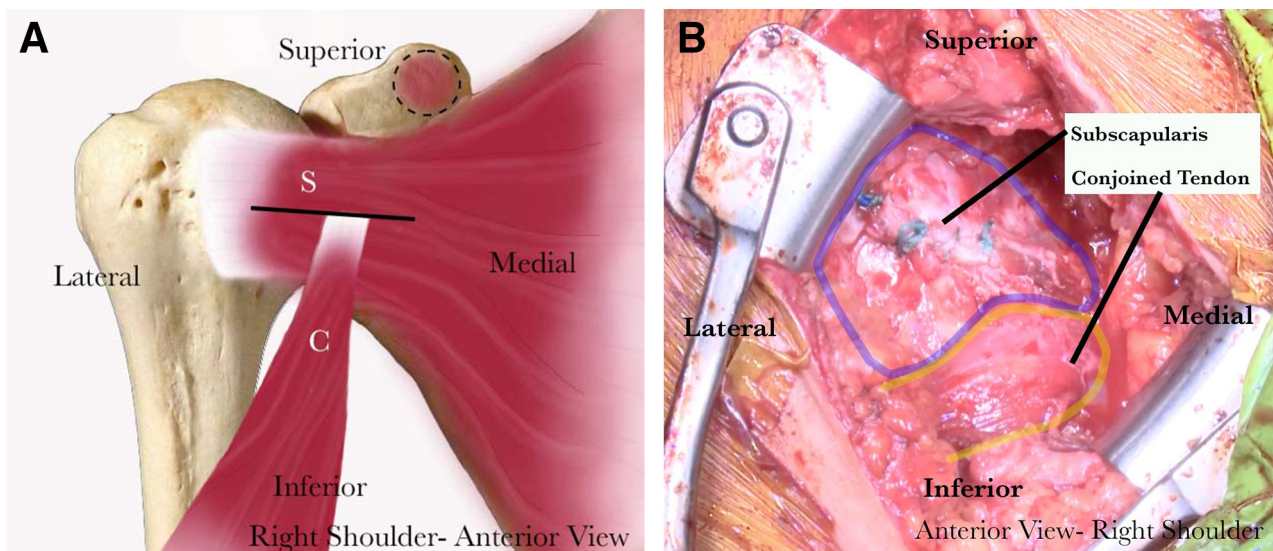 A
Superior
S
Lateral
Medial
C
Inferior
Right Shoulder- Anterior View
B
Superior
Subscapularis
Conjoined Tendon
Medial
Lateral
Inferior
Anterior View- Right Shoulder